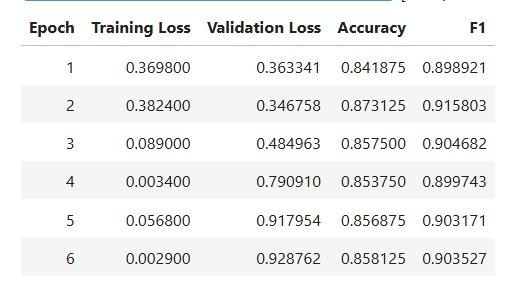 Epoch Training Loss Validation Loss Accuracy F1
1 0.369800 0.363341 0.841875 0.898921
2 0.382400 0.346758 0.873125 0.915803
3 0.089000 0.484963 0.857500 0.904682
4 0.003400 0.790910 0.853750 0.899743
5 0.056800 0.917954 0.856875 0.903171
6 0.002900 0.928762 0.858125 0.903527